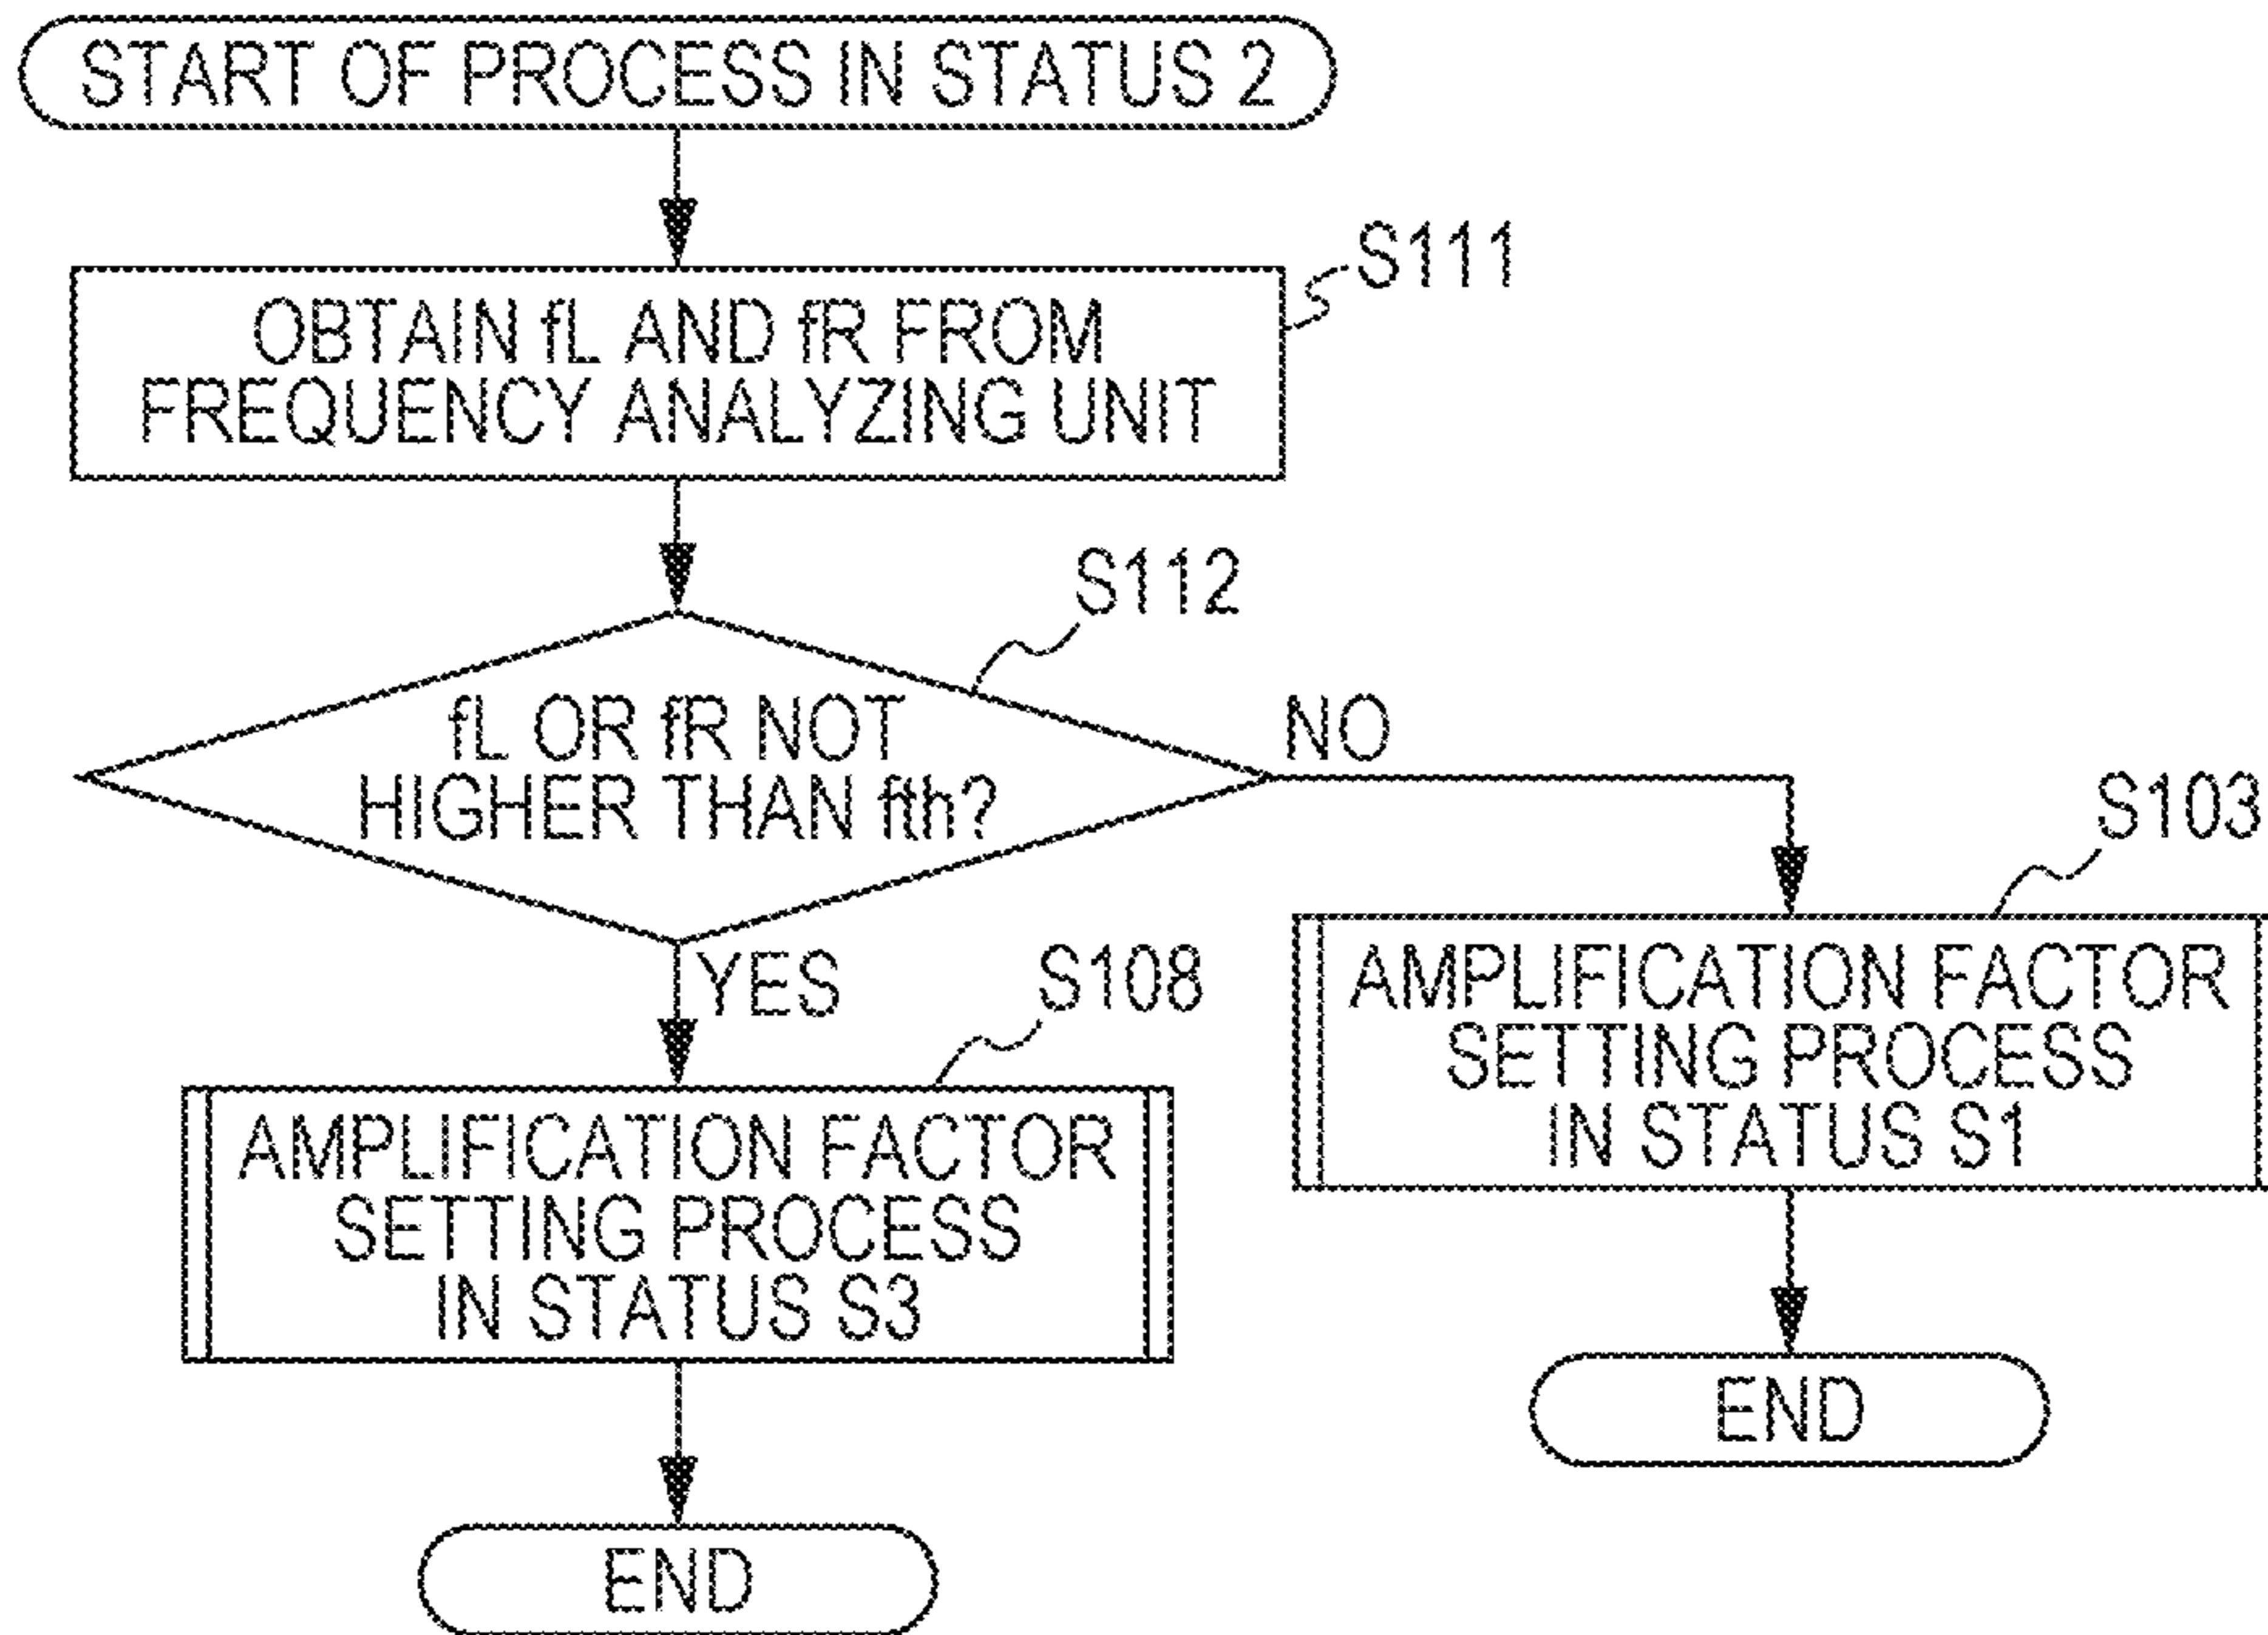 START OF PROCESS IN STATUS 2
S111
OBTAIN fL AND fR FROM
FREQUENCY ANALYZING UNIT
S112
fL OR fR NOT
HIGHER THAN fth?
NO
YES
S103
AMPLIFICATION FACTOR
SETTING PROCESS
IN STATUS S1
END
S108
AMPLIFICATION FACTOR
SETTING PROCESS
IN STATUS S3
END